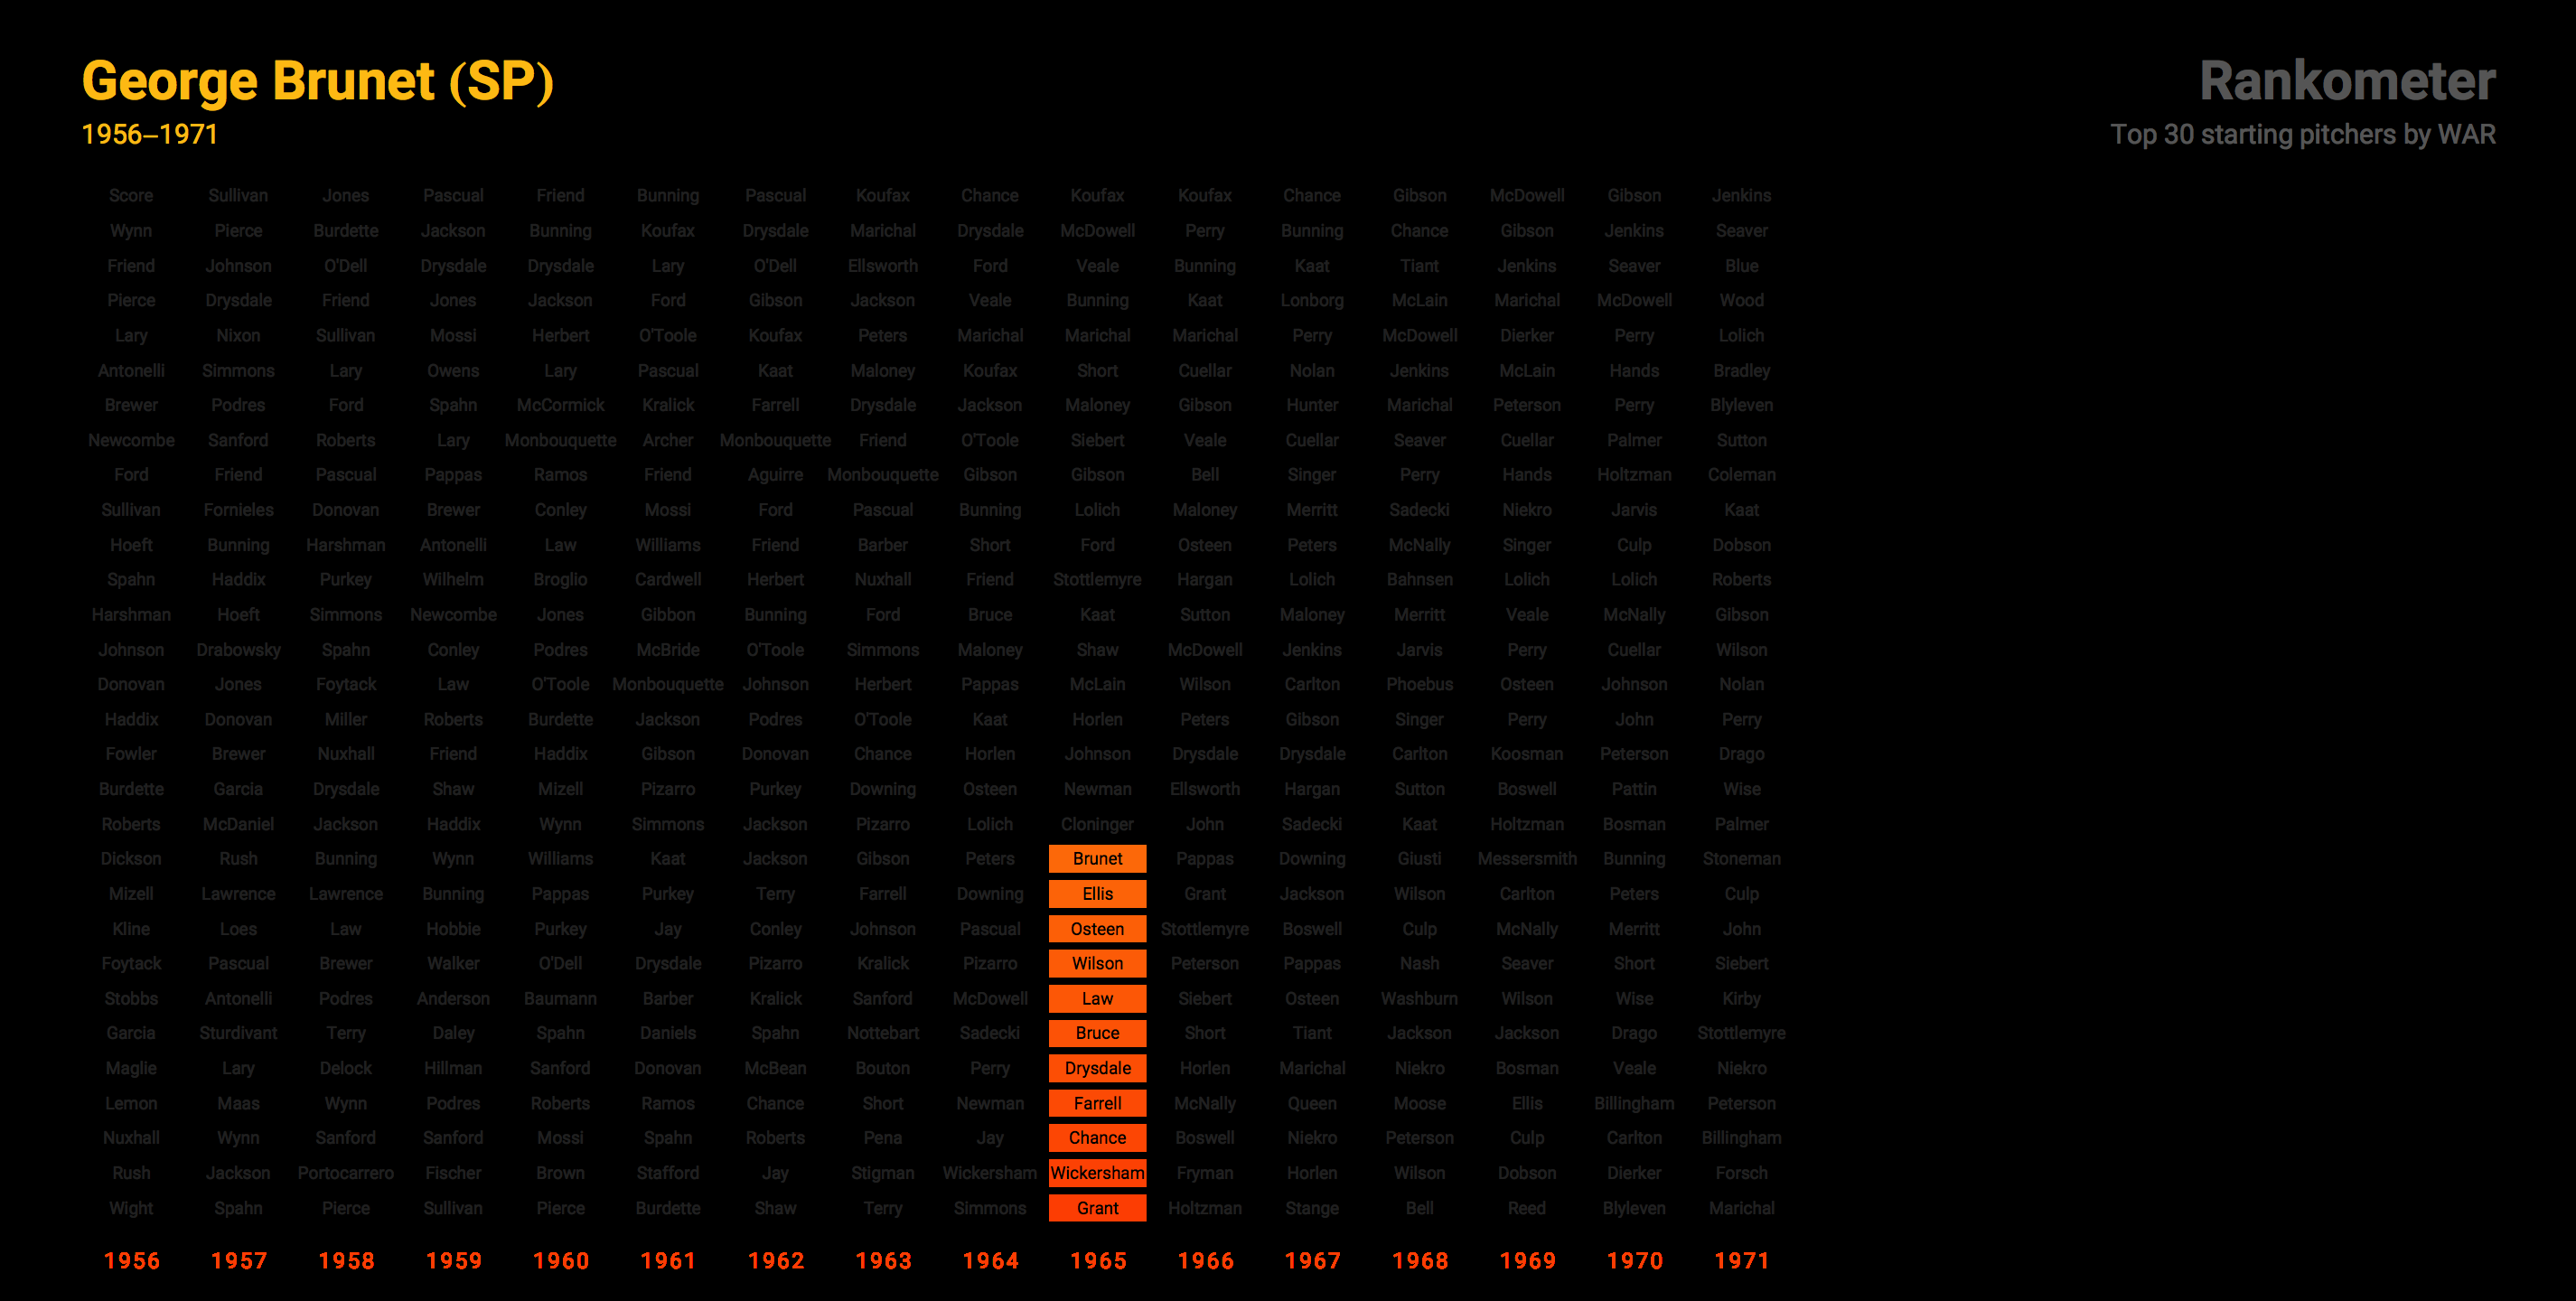 George Brunet (SP)
1956–1971
Rankometer
Top 30 starting pitchers by WAR
Score Sullivan Jones Pascual Friend Bunning Pascual Koufax Chance Koufax Koufax Chance Gibson McDowell Gibson Jenkins
Wynn Pierce Burdette Jackson Bunning Koufax Drysdale Marichal Drysdale McDowell Perry Bunning Chance Gibson Jenkins Seaver
Friend Johnson O'Dell Drysdale Drysdale Lary O'Dell Ellsworth Ford Veale Bunning Kaat Tiant Jenkins Seaver Blue
Pierce Drysdale Friend Jones Jackson Ford Gibson Jackson Veale Bunning Kaat Lonborg McLain Marichal McDowell Wood
Lary Nixon Sullivan Mossi Herbert O'Toole Koufax Peters Marichal Marichal Marichal Perry McDowell Dierker Perry Lolich
Antonelli Simmons Lary Owens Lary Pascual Kaat Maloney Koufax Short Cuellar Nolan Jenkins McLain Hands Bradley
Brewer Podres Ford Spahn McCormick Kralick Farrell Drysdale Jackson Maloney Gibson Hunter Marichal Peterson Perry Blyleven
Newcombe Sanford Roberts Lary Monbouquette Archer Monbouquette Friend O'Toole Siebert Veale Cuellar Seaver Cuellar Palmer Sutton
Ford Friend Pascual Pappas Ramos Friend Aguirre Monbouquette Gibson Gibson Bell Singer Perry Hands Holtzman Coleman
Sullivan Fornieles Donovan Brewer Conley Mossi Ford Pascual Bunning Lolich Maloney Merritt Sadecki Niekro Jarvis Kaat
Hoeft Bunning Harshman Antonelli Law Williams Friend Barber Short Ford Osteen Peters McNally Singer Culp Dobson
Spahn Haddix Purkey Wilhelm Broglio Cardwell Herbert Nuxhall Friend Stottlemyre Hargan Lolich Bahnsen Lolich Lolich Roberts
Harshman Hoeft Simmons Newcombe Jones Gibbon Bunning Ford Bruce Kaat Sutton Maloney Merritt Veale McNally Gibson
Johnson Drabowsky Spahn Conley Podres McBride O'Toole Simmons Maloney Shaw McDowell Jenkins Jarvis Perry Cuellar Wilson
Donovan Jones Foytack Law O'Toole Monbouquette Johnson Herbert Pappas McLain Wilson Carlton Phoebus Osteen Johnson Nolan
Haddix Donovan Miller Roberts Burdette Jackson Podres O'Toole Kaat Horlen Peters Gibson Singer Perry John Perry
Fowler Brewer Nuxhall Friend Haddix Gibson Donovan Chance Horlen Johnson Drysdale Drysdale Carlton Koosman Peterson Drago
Burdette Garcia Drysdale Shaw Mizell Pizarro Purkey Downing Osteen Newman Ellsworth Hargan Sutton Boswell Pattin Wise
Roberts McDaniel Jackson Haddix Wynn Simmons Jackson Pizarro Lolich Cloninger John Sadecki Kaat Holtzman Bosman Palmer
Dickson Rush Bunning Wynn Williams Kaat Jackson Gibson Peters Brunet Pappas Downing Giusti Messersmith Bunning Stoneman
Mizell Lawrence Lawrence Bunning Pappas Purkey Terry Farrell Downing Ellis Grant Jackson Wilson Carlton Peters Culp
Kline Loes Law Hobbie Purkey Jay Conley Johnson Pascual Osteen Stottlemyre Boswell Culp McNally Merritt John
Foytack Pascual Brewer Walker O'Dell Drysdale Pizarro Kralick Pizarro Wilson Peterson Pappas Nash Seaver Short Siebert
Stobbs Antonelli Podres Anderson Baumann Barber Kralick Sanford McDowell Law Siebert Osteen Washburn Wilson Wise Kirby
Garcia Sturdivant Terry Daley Spahn Daniels Spahn Nottebart Sadecki Bruce Short Tiant Jackson Jackson Drago Stottlemyre
Maglie Lary Delock Hillman Sanford Donovan McBean Bouton Perry Drysdale Horlen Marichal Niekro Bosman Veale Niekro
Lemon Maas Wynn Podres Roberts Ramos Chance Short Newman Farrell McNally Queen Moose Ellis Billingham Peterson
Nuxhall Wynn Sanford Sanford Mossi Spahn Roberts Pena Jay Chance Boswell Niekro Peterson Culp Carlton Billingham
Rush Jackson Portocarrero Fischer Brown Stafford Jay Stigman Wickersham Wickersham Fryman Horlen Wilson Dobson Dierker Forsch
Wight Spahn Pierce Sullivan Pierce Burdette Shaw Terry Simmons Grant Holtzman Stange Bell Reed Blyleven Marichal
1956 1957 1958 1959 1960 1961 1962 1963 1964 1965 1966 1967 1968 1969 1970 1971